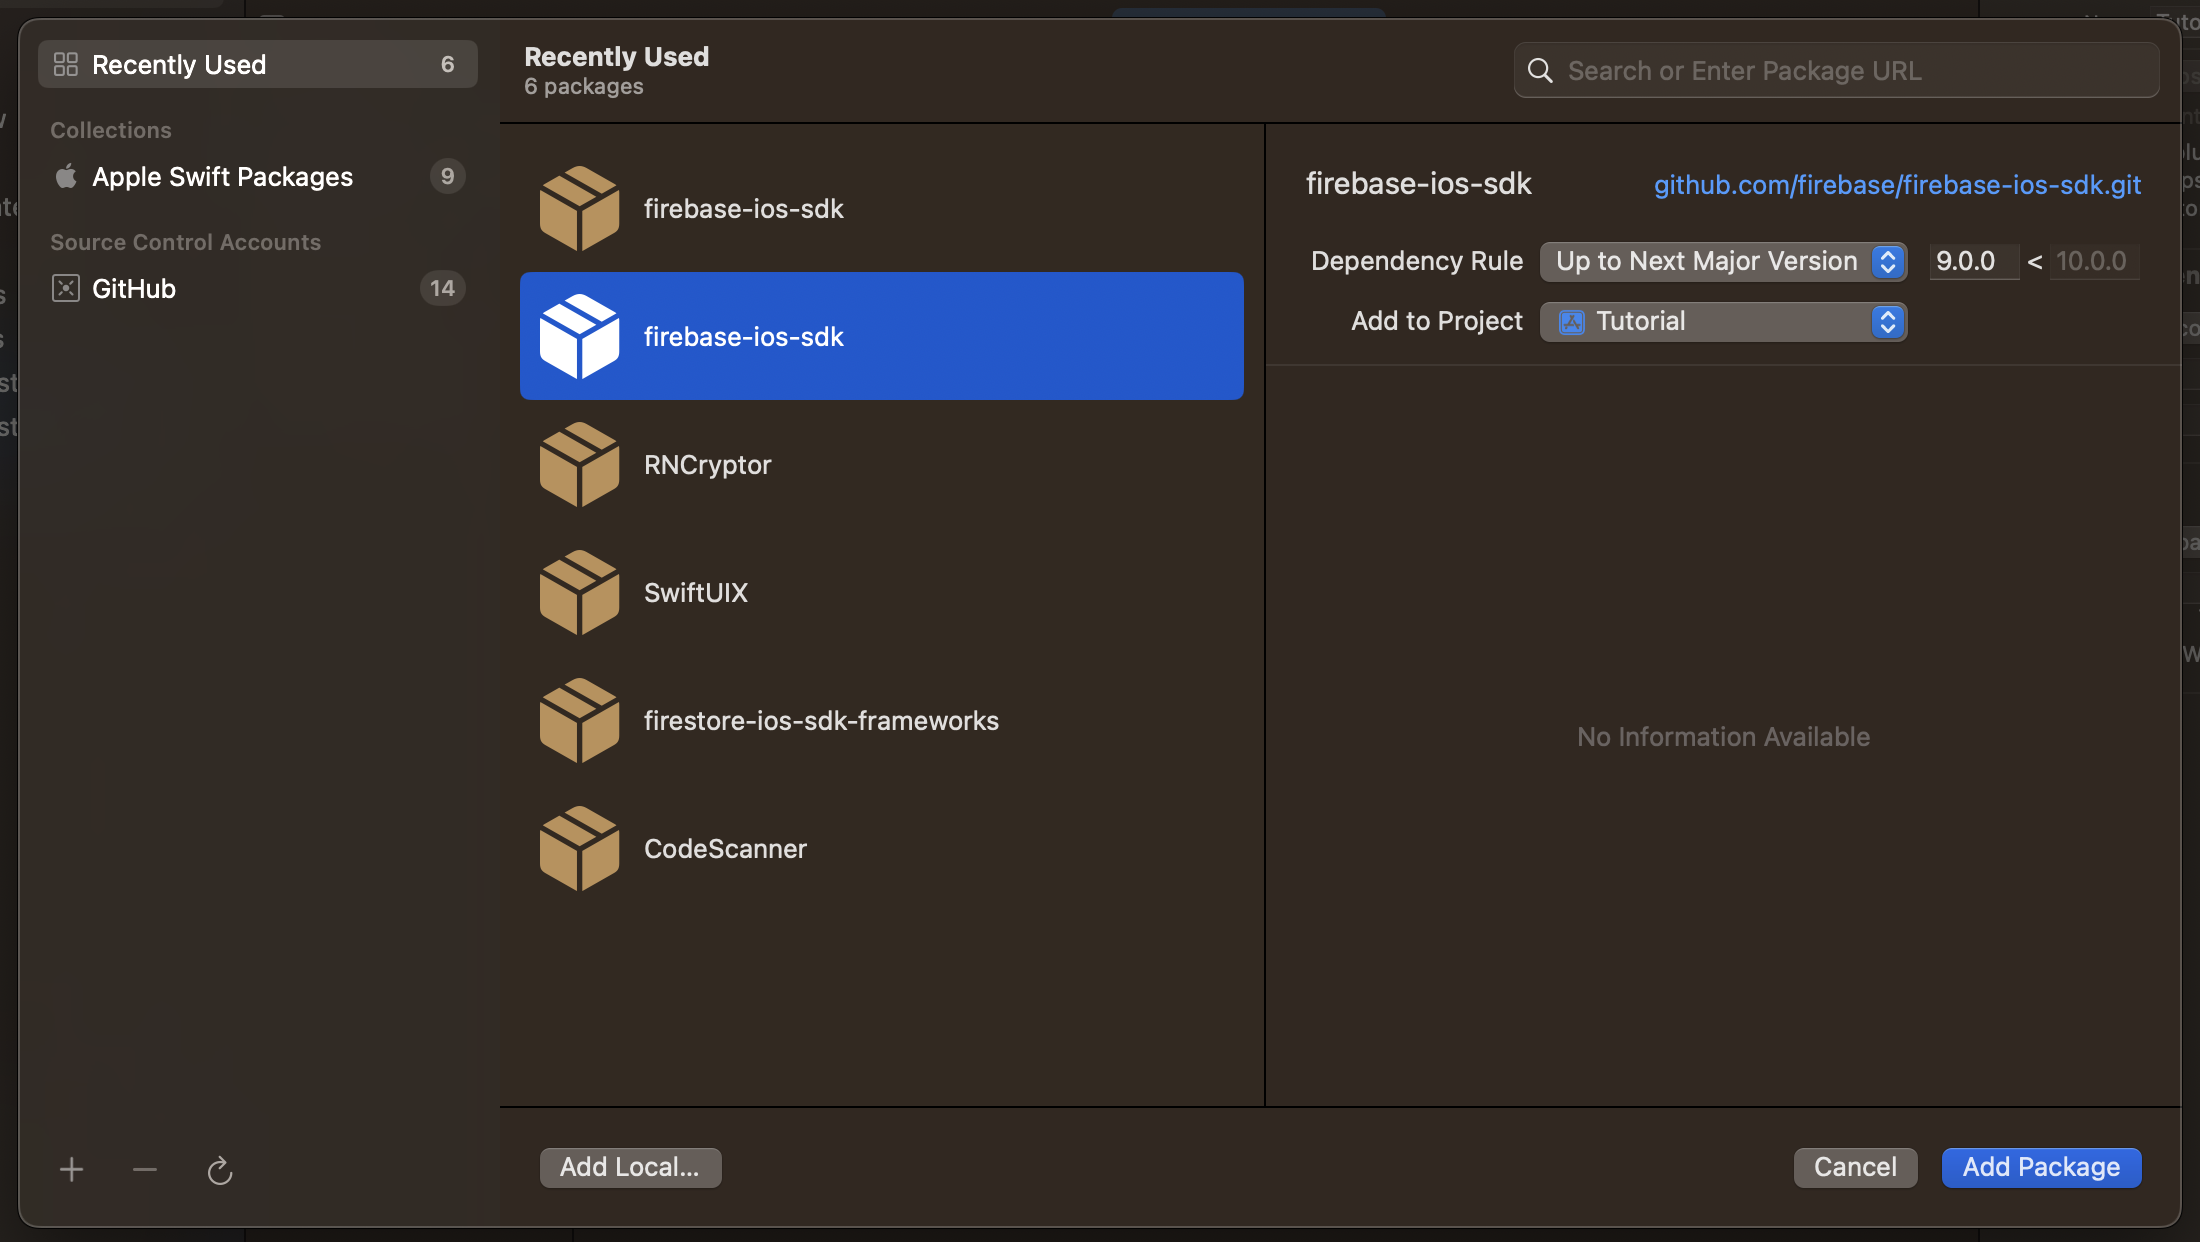 Recently Used 6
Collections
Apple Swift Packages 9
Source Control Accounts
GitHub 14
Recently Used
6 packages
Search or Enter Package URL
firebase-ios-sdk
firebase-ios-sdk
RNCryptor
SwiftUIX
firestore-ios-sdk-frameworks
CodeScanner
firebase-ios-sdk github.com/firebase/firebase-ios-sdk.git
Dependency Rule Up to Next Major Version 9.0.0 < 10.0.0
Add to Project Tutorial
No Information Available
Add Local...
Cancel Add Package